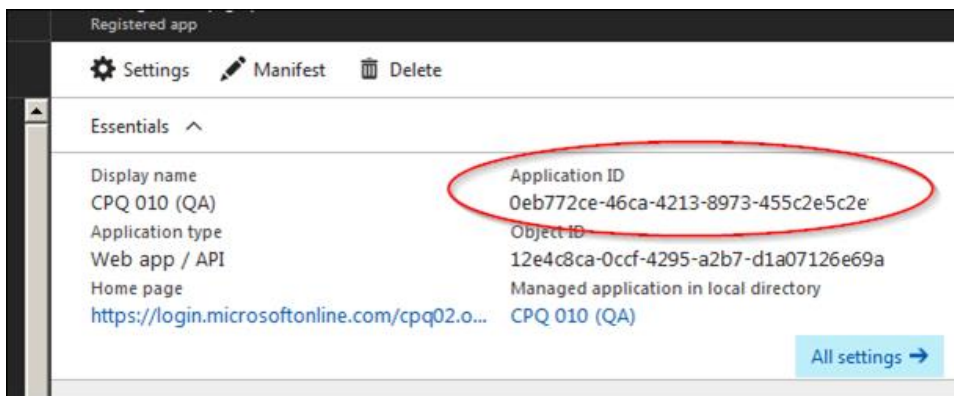 Registered app
Settings Manifest Delete
Essentials
Display name
CPQ 010 (QA)
Application type
Web app / API
Home page
https://login.microsoftonline.com/cpq02.o...
Application ID
0eb772ce-46ca-4213-8973-455c2e5c2e
Object ID
12e4c8ca-0ccf-4295-a2b7-d1a07126e69a
Managed application in local directory
CPQ 010 (QA)
All settings →